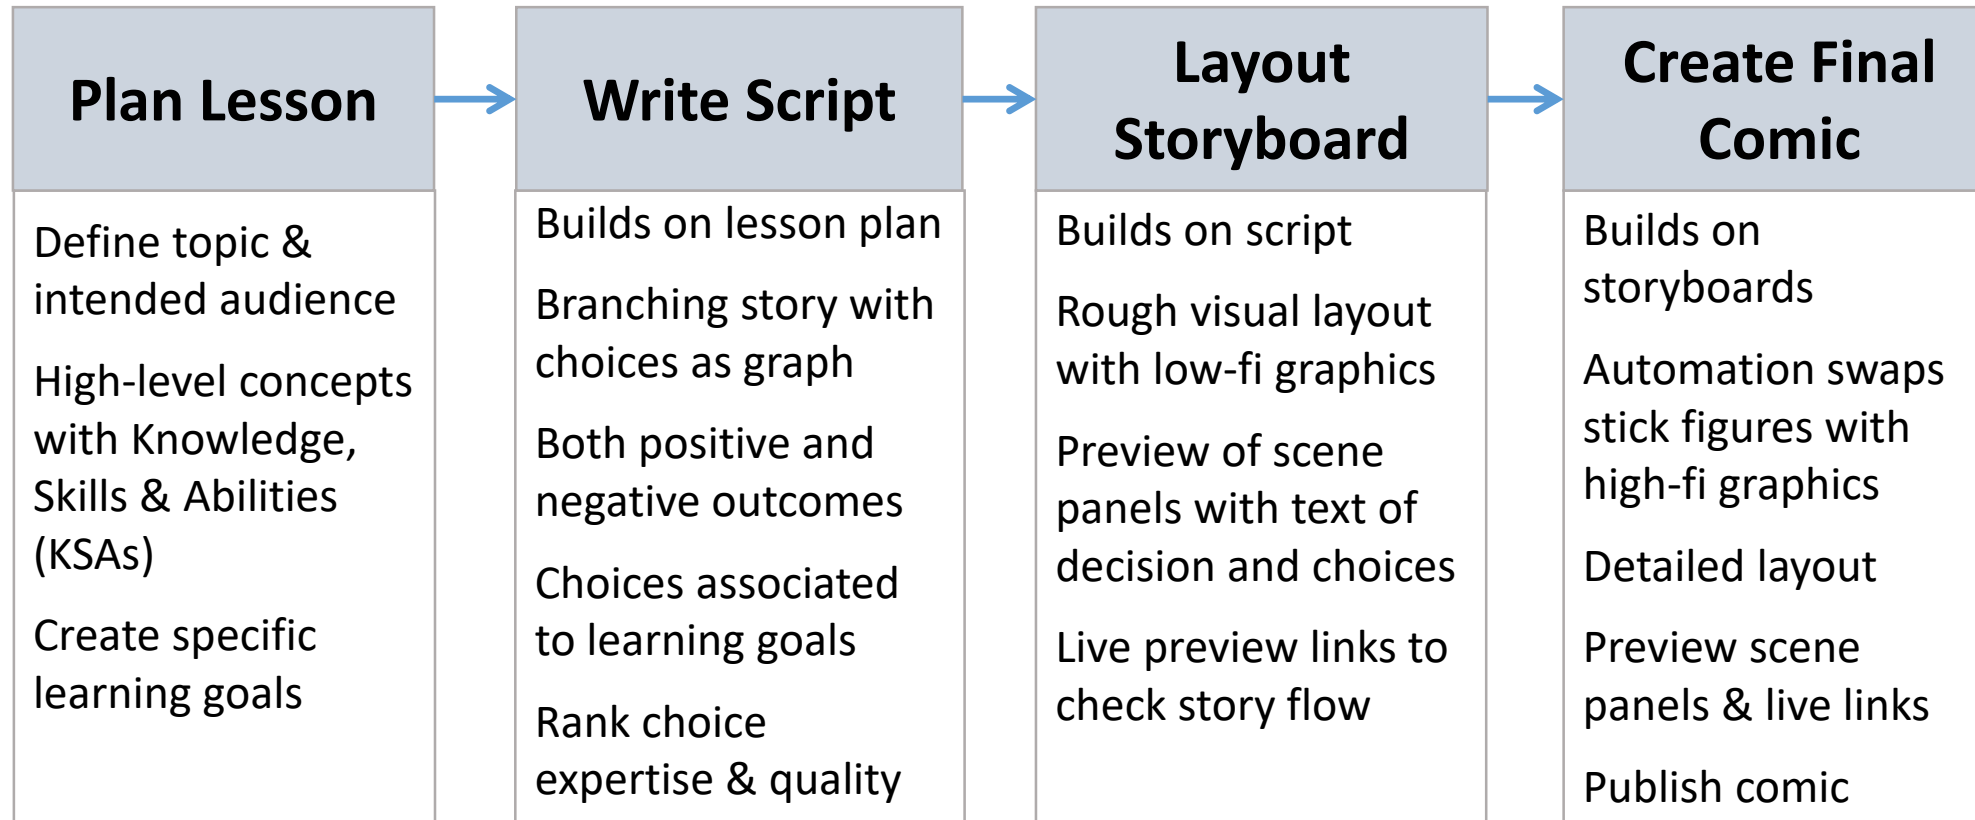 Plan Lesson
Define topic &
intended audience
High-level concepts
with Knowledge,
Skills & Abilities
(KSAs)
Create specific
learning goals
Write Script
Builds on lesson plan
Branching story with
choices as graph
Both positive and
negative outcomes
Choices associated
to learning goals
Rank choice
expertise & quality
Layout
Storyboard
Builds on script
Rough visual layout
with low-fi graphics
Preview of scene
panels with text of
decision and choices
Live preview links to
check story flow
Create Final
Comic
Builds on
storyboards
Automation swaps
stick figures with
high-fi graphics
Detailed layout
Preview scene
panels & live links
Publish comic